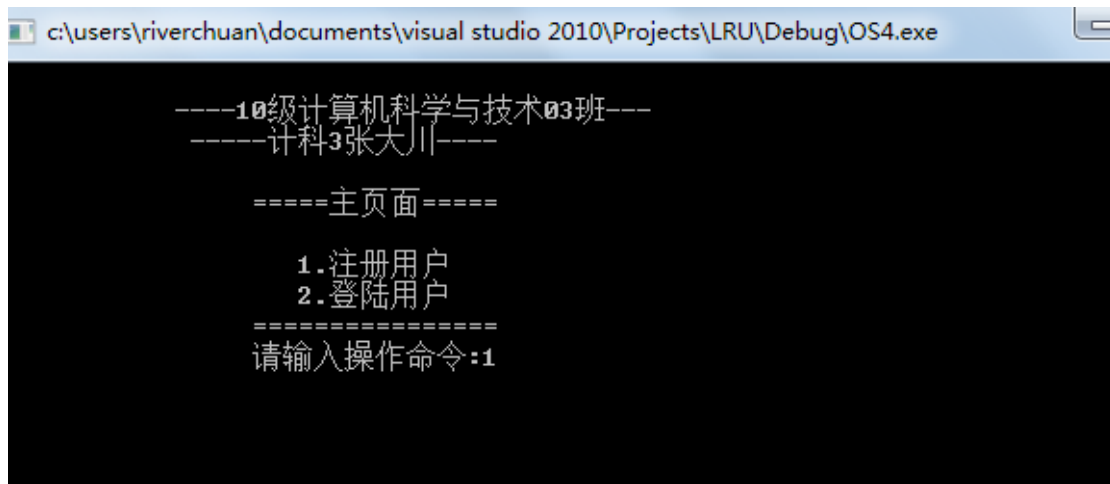 c:\users\riverchuan\documents\visual studio 2010\Projects\LRU\Debug\OS4.exe
----10级计算机科学与技术03班---
-----计科3张大川----
=====主页面=====
1.注册用户
2.登陆用户
================
请输入操作命令:1